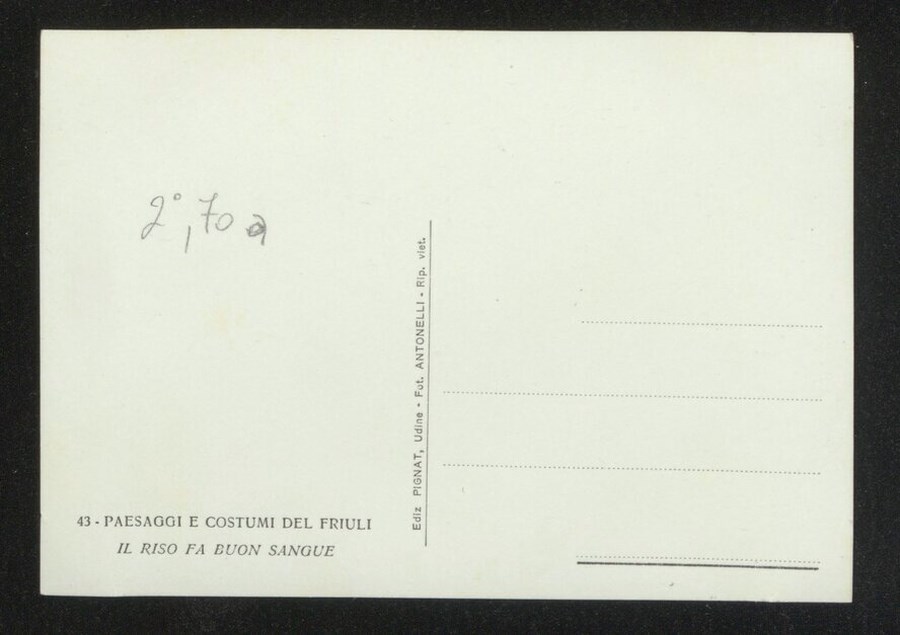 2°, 70 a
43 - PAESAGGI E COSTUMI DEL FRIULI
IL RISO FA BUON SANGUE
Ediz PIGNAT, Udine - Fot. ANTONELLI - Rip. viet.